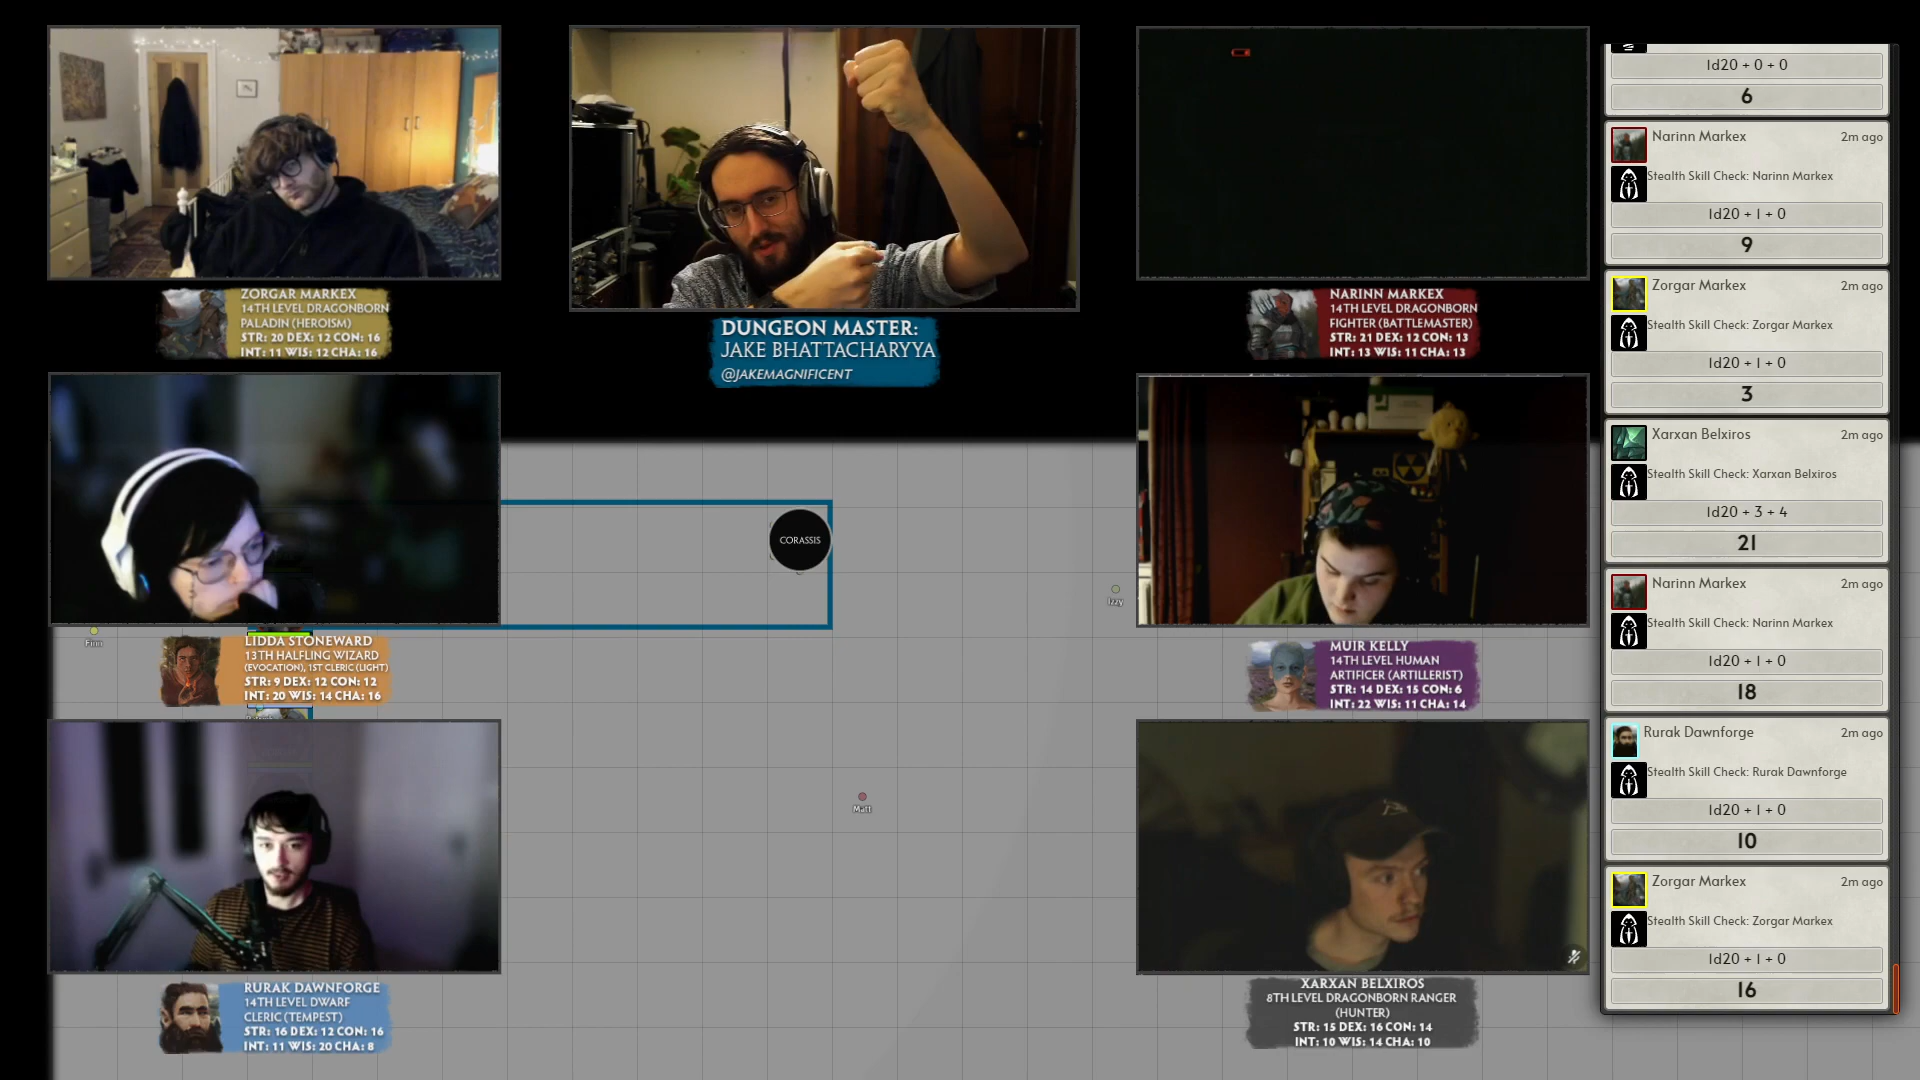 ZORGAR MARKEX
14TH LEVEL DRAGONBORN
PALADIN (HEROISM)
STR: 20 DEX: 12 CON: 16
INT: 11 WIS: 12 CHA: 16
DUNGEON MASTER:
JAKE BHATTACHARYYA
@JAKEMAGNIFICENT
NARINN MARKEX
14TH LEVEL DRAGONBORN
FIGHTER (BATTLEMASTER)
STR: 21 DEX: 12 CON: 13
INT: 13 WIS: 11 CHA: 13
CORASSIS
Izzy
Finn
LIDDA STONEWARD
13TH HALFLING WIZARD
(EVOCATION), 1ST CLERIC (LIGHT)
STR: 9 DEX: 12 CON: 12
INT: 20 WIS: 14 CHA: 16
MUIR KELLY
14TH LEVEL HUMAN
ARTIFICER (ARTILLERIST)
STR: 14 DEX: 15 CON: 6
INT: 22 WIS: 11 CHA: 14
Matt
RURAK DAWNFORGE
14TH LEVEL DWARF
CLERIC (TEMPEST)
STR: 16 DEX: 12 CON: 16
INT: 11 WIS: 20 CHA: 8
XARXAN BELXIROS
8TH LEVEL DRAGONBORN RANGER
(HUNTER)
STR: 15 DEX: 16 CON: 14
INT: 10 WIS: 14 CHA: 10
1d20 + 0 + 0
6
Narinn Markex 2m ago
Stealth Skill Check: Narinn Markex
1d20 + 1 + 0
9
Zorgar Markex 2m ago
Stealth Skill Check: Zorgar Markex
1d20 + 1 + 0
3
Xarxan Belxiros 2m ago
Stealth Skill Check: Xarxan Belxiros
1d20 + 3 + 4
21
Narinn Markex 2m ago
Stealth Skill Check: Narinn Markex
1d20 + 1 + 0
18
Rurak Dawnforge 2m ago
Stealth Skill Check: Rurak Dawnforge
1d20 + 1 + 0
10
Zorgar Markex 2m ago
Stealth Skill Check: Zorgar Markex
1d20 + 1 + 0
16